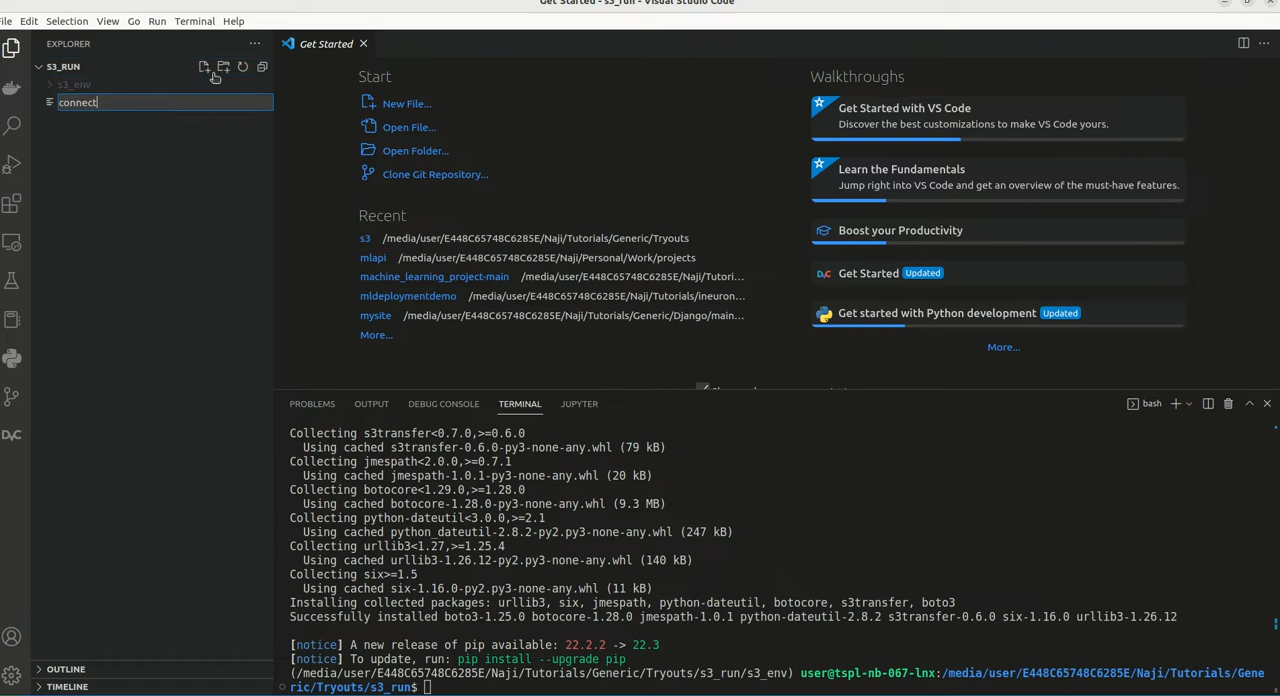 Get Started - s3_run - Visual Studio Code
File Edit Selection View Go Run Terminal Help
EXPLORER
S3_RUN
s3_env
connect
Get Started
Start
New File...
Open File...
Open Folder...
Clone Git Repository...
Recent
s3 /media/user/E448C65748C6285E/Naji/Tutorials/Generic/Tryouts
mlapi /media/user/E448C65748C6285E/Naji/Personal/Work/projects
machine_learning_project-main /media/user/E448C65748C6285E/Naji/Tutori...
mldeploymentdemo /media/user/E448C65748C6285E/Naji/Tutorials/ineuron...
mysite /media/user/E448C65748C6285E/Naji/Tutorials/Generic/Django/main...
More...
Walkthroughs
Get Started with VS Code
Discover the best customizations to make VS Code yours.
Learn the Fundamentals
Jump right into VS Code and get an overview of the must-have features.
Boost your Productivity
DVC Get Started Updated
Get started with Python development Updated
More...
PROBLEMS OUTPUT DEBUG CONSOLE TERMINAL JUPYTER
bash
Collecting s3transfer<0.7.0,>=0.6.0
Using cached s3transfer-0.6.0-py3-none-any.whl (79 kB)
Collecting jmespath<2.0.0,>=0.7.1
Using cached jmespath-1.0.1-py3-none-any.whl (20 kB)
Collecting botocore<1.29.0,>=1.28.0
Using cached botocore-1.28.0-py3-none-any.whl (9.3 MB)
Collecting python-dateutil<3.0.0,>=2.1
Using cached python_dateutil-2.8.2-py2.py3-none-any.whl (247 kB)
Collecting urllib3<1.27,>=1.25.4
Using cached urllib3-1.26.12-py2.py3-none-any.whl (140 kB)
Collecting six>=1.5
Using cached six-1.16.0-py2.py3-none-any.whl (11 kB)
Installing collected packages: urllib3, six, jmespath, python-dateutil, botocore, s3transfer, boto3
Successfully installed boto3-1.25.0 botocore-1.28.0 jmespath-1.0.1 python-dateutil-2.8.2 s3transfer-0.6.0 six-1.16.0 urllib3-1.26.12
[notice] A new release of pip available: 22.2.2 -> 22.3
[notice] To update, run: pip install --upgrade pip
(/media/user/E448C65748C6285E/Naji/Tutorials/Generic/Tryouts/s3_run/s3_env) user@tspl-nb-067-lnx:/media/user/E448C65748C6285E/Naji/Tutorials/Gene
ric/Tryouts/s3_run$
DVC
OUTLINE
TIMELINE